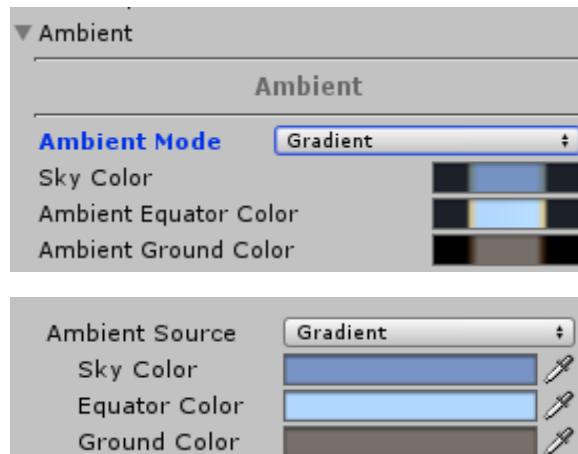 Ambient
Ambient
Ambient Mode Gradient
Sky Color
Ambient Equator Color
Ambient Ground Color
Ambient Source Gradient
Sky Color
Equator Color
Ground Color